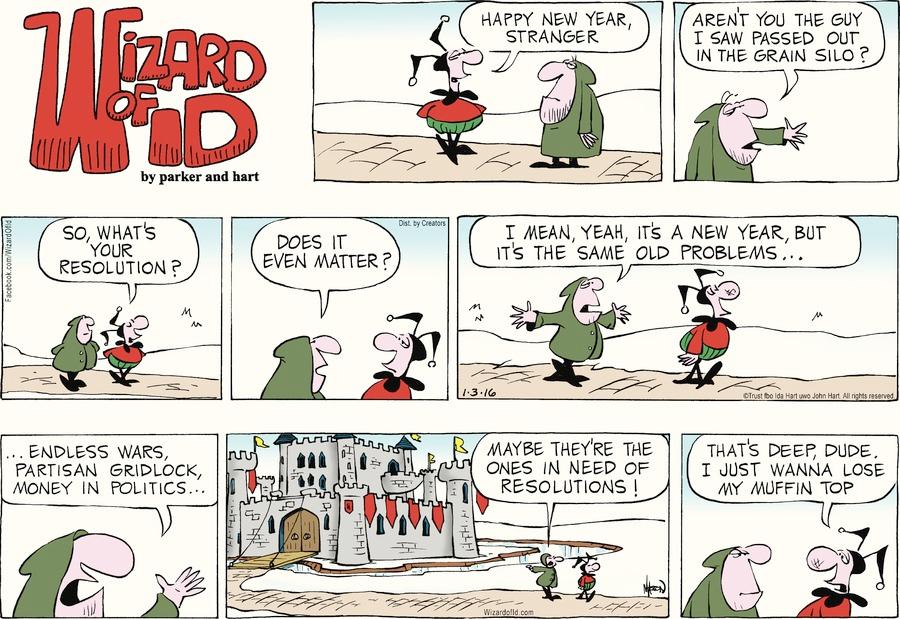 WIZARD
OF ID
by parker and hart
HAPPY NEW YEAR,
STRANGER
AREN'T YOU THE GUY
I SAW PASSED OUT
IN THE GRAIN SILO?
Facebook.com/WizardOfId
SO, WHAT'S
YOUR
RESOLUTION?
Dist. by Creators
DOES IT
EVEN MATTER?
I MEAN, YEAH, IT'S A NEW YEAR, BUT
IT'S THE SAME OLD PROBLEMS...
1-3-16
©Trust fbo Ida Hart uwo John Hart. All rights reserved.
...ENDLESS WARS,
PARTISAN GRIDLOCK,
MONEY IN POLITICS...
MAYBE THEY'RE THE
ONES IN NEED OF
RESOLUTIONS!
WizardofId.com
THAT'S DEEP, DUDE.
I JUST WANNA LOSE
MY MUFFIN TOP